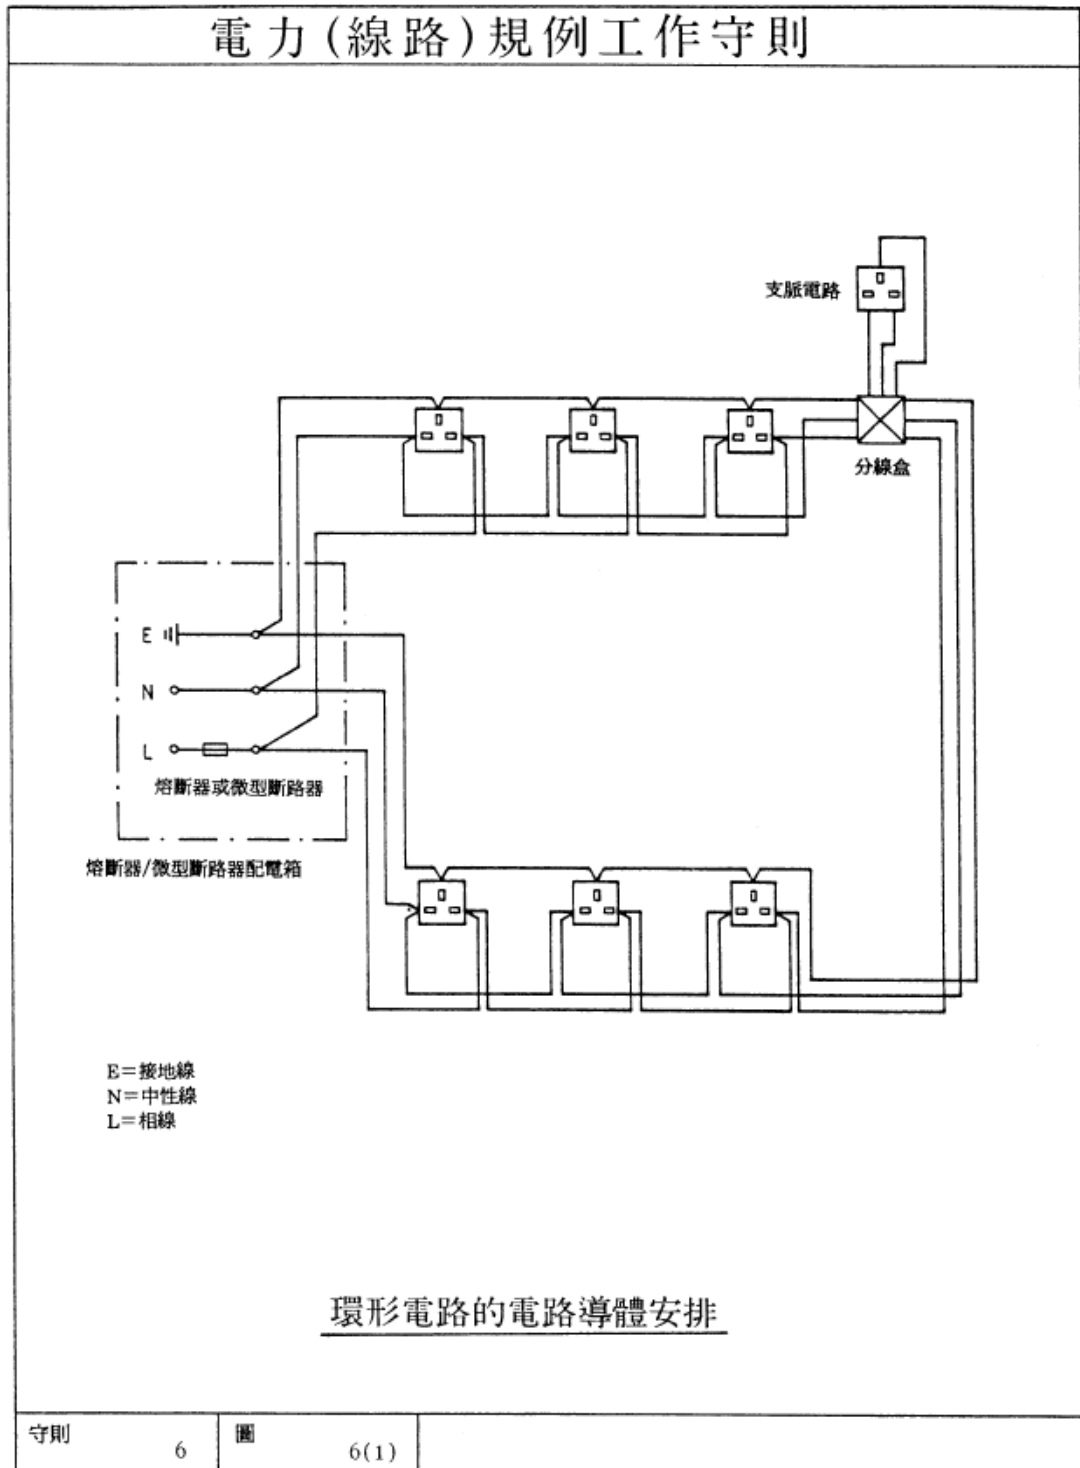 電力(線路)規例工作守則
支脈電路
分線盒
E
N
L
熔斷器或微型斷路器
熔斷器/微型斷路器配電箱
E=接地線
N=中性線
L=相線
環形電路的電路導體安排
守則 6 圖 6(1)